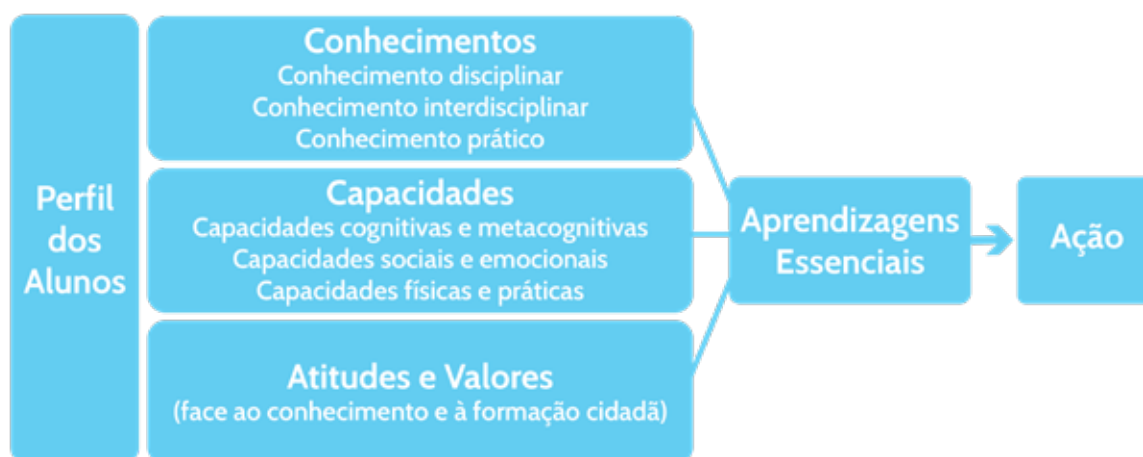 Perfil
dos
Alunos
Conhecimentos
Conhecimento disciplinar
Conhecimento interdisciplinar
Conhecimento prático
Capacidades
Capacidades cognitivas e metacognitivas
Capacidades sociais e emocionais
Capacidades físicas e práticas
Atitudes e Valores
(face ao conhecimento e à formação cidadã)
Aprendizagens
Essenciais
Ação